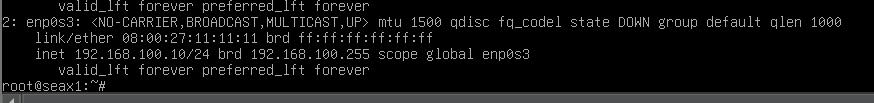 valid_lft forever preferred_lft forever
2: enp0s3: <NO-CARRIER,BROADCAST,MULTICAST,UP> mtu 1500 qdisc fq_codel state DOWN group default qlen 1000
link/ether 08:00:27:11:11:11 brd ff:ff:ff:ff:ff:ff
inet 192.168.100.10/24 brd 192.168.100.255 scope global enp0s3
valid_lft forever preferred_lft forever
root@seax1:~#